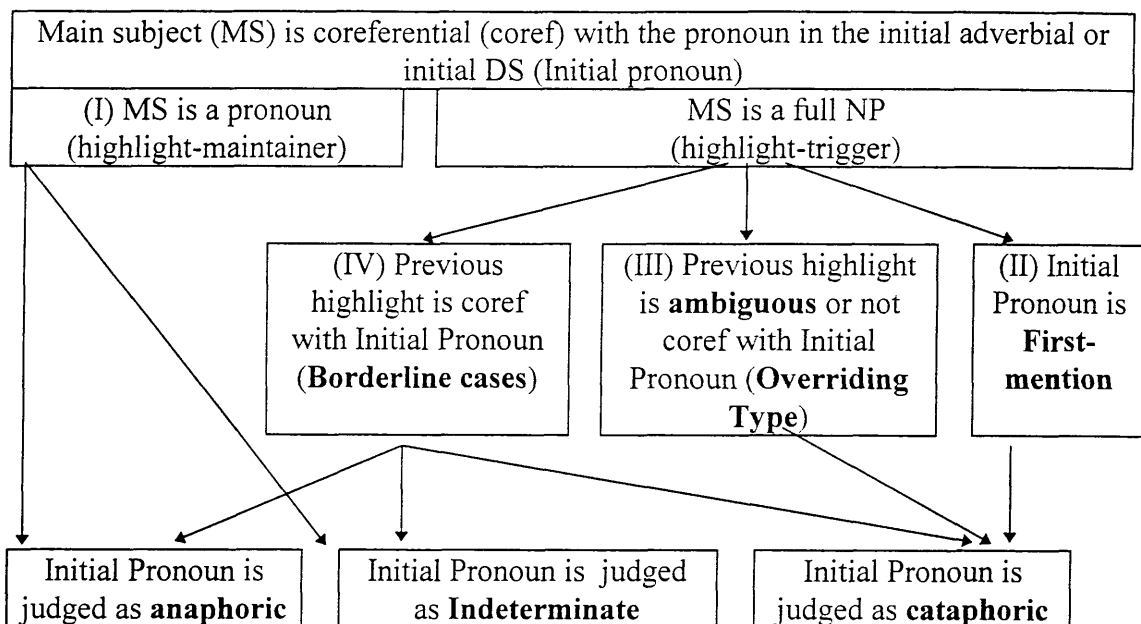 Main subject (MS) is coreferential (coref) with the pronoun in the initial adverbial or
initial DS (Initial pronoun)
(I) MS is a pronoun
(highlight-maintainer)
MS is a full NP
(highlight-trigger)
(IV) Previous
highlight is coref
with Initial Pronoun
(Borderline cases)
(III) Previous highlight
is ambiguous or not
coref with Initial
Pronoun (Overriding
Type)
(II) Initial
Pronoun is
First-
mention
Initial Pronoun is
judged as anaphoric
Initial Pronoun is judged
as Indeterminate
Initial Pronoun is
judged as cataphoric